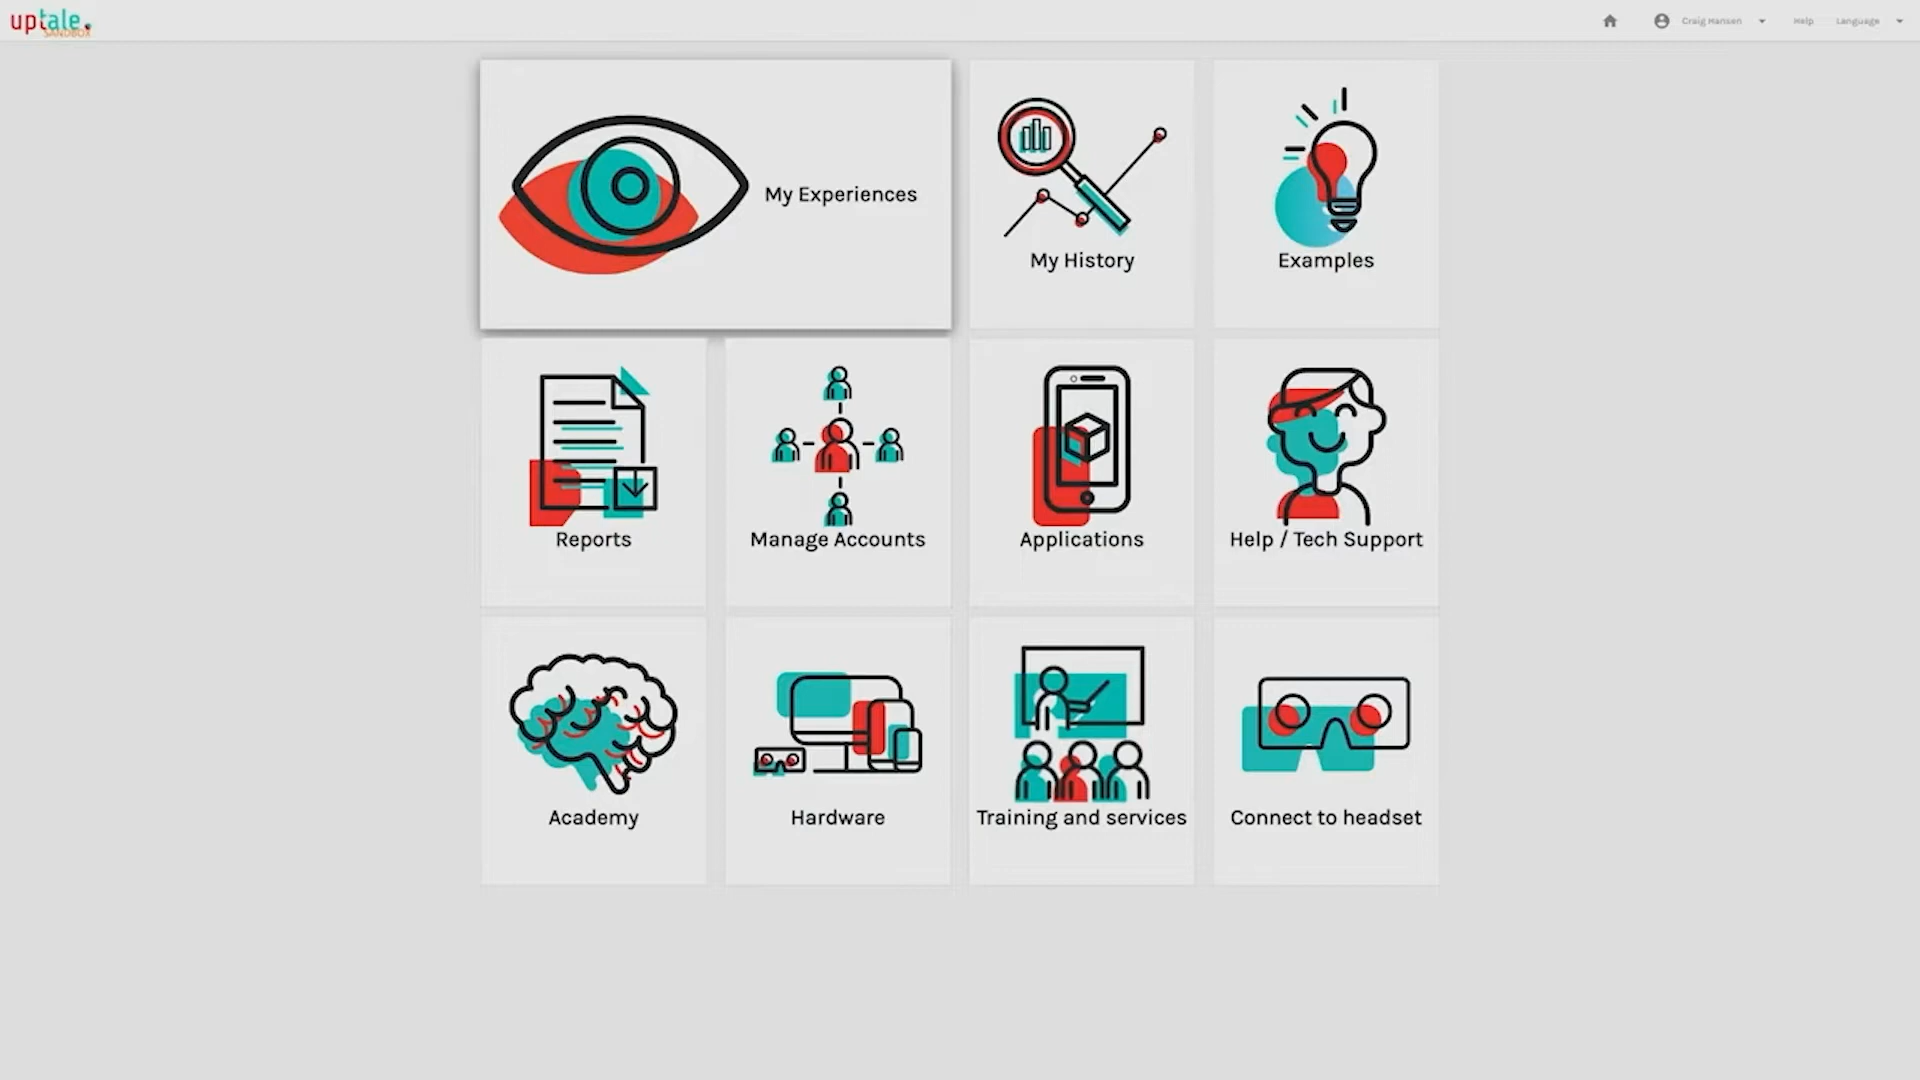 uptale.
SANDBOX
Craig Hansen
Help
Language
My Experiences
My History
Examples
Reports
Manage Accounts
Applications
Help / Tech Support
Academy
Hardware
Training and services
Connect to headset